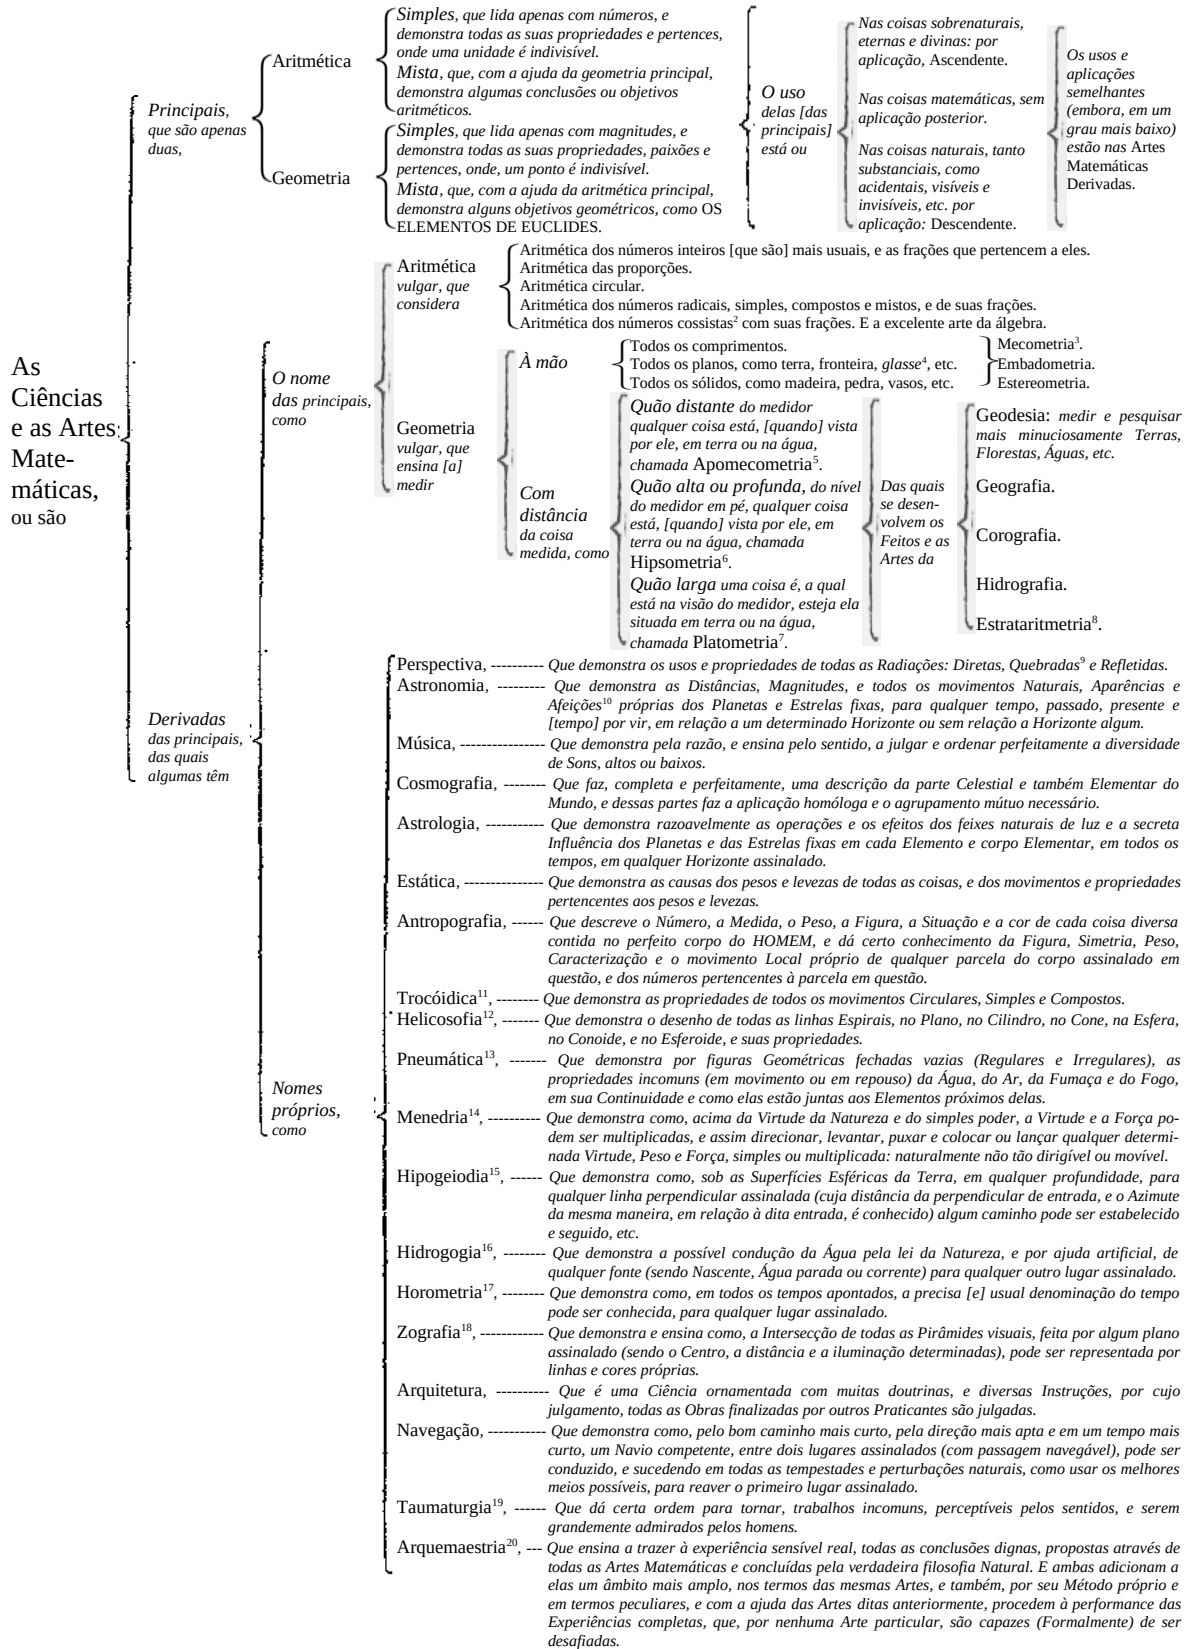 As
Ciências
e as Artes
Mate-
máticas,
ou são
Principais,
que são apenas
duas,
Aritmética
Simples, que lida apenas com números, e
demonstra todas as suas propriedades e pertences,
onde uma unidade é indivisível.
Mista, que, com a ajuda da geometria principal,
demonstra algumas conclusões ou objetivos
aritméticos.
Geometria
Simples, que lida apenas com magnitudes, e
demonstra todas as suas propriedades, paixões e
pertences, onde, um ponto é indivisível.
Mista, que, com a ajuda da aritmética principal,
demonstra alguns objetivos geométricos, como OS
ELEMENTOS DE EUCLIDES.
O uso
delas [das
principais]
está ou
Nas coisas sobrenaturais,
eternas e divinas: por
aplicação, Ascendente.
Nas coisas matemáticas, sem
aplicação posterior.
Nas coisas naturais, tanto
substanciais, como
acidentais, visíveis e
invisíveis, etc. por
aplicação: Descendente.
Os usos e
aplicações
semelhantes
(embora, em um
grau mais baixo)
estão nas Artes
Matemáticas
Derivadas.
Derivadas
das principais,
das quais
algumas têm
O nome
das principais,
como
Aritmética
vulgar, que
considera
Aritmética dos números inteiros [que são] mais usuais, e as frações que pertencem a eles.
Aritmética das proporções.
Aritmética circular.
Aritmética dos números radicais, simples, compostos e mistos, e de suas frações.
Aritmética dos números cossistas² com suas frações. E a excelente arte da álgebra.
Geometria
vulgar, que
ensina [a]
medir
À mão
Todos os comprimentos.
Todos os planos, como terra, fronteira, glasse⁴, etc.
Todos os sólidos, como madeira, pedra, vasos, etc.
Mecometria³.
Embadometria.
Estereometria.
Com
distância
da coisa
medida, como
Quão distante do medidor
qualquer coisa está, [quando] vista
por ele, em terra ou na água,
chamada Apomecometria⁵.
Quão alta ou profunda, do nível
do medidor em pé, qualquer coisa
está, [quando] vista por ele, em
terra ou na água, chamada
Hipsometria⁶.
Quão larga uma coisa é, a qual
está na visão do medidor, esteja ela
situada em terra ou na água,
chamada Platometria⁷.
Das quais
se desen-
volvem os
Feitos e as
Artes da
Geodesia: medir e pesquisar
mais minuciosamente Terras,
Florestas, Águas, etc.
Geografia.
Corografia.
Hidrografia.
Estrataritmetria⁸.
Nomes
próprios,
como
Perspectiva, ---------- Que demonstra os usos e propriedades de todas as Radiações: Diretas, Quebradas⁹ e Refletidas.
Astronomia, --------- Que demonstra as Distâncias, Magnitudes, e todos os movimentos Naturais, Aparências e
Afeições¹⁰ próprias dos Planetas e Estrelas fixas, para qualquer tempo, passado, presente e
[tempo] por vir, em relação a um determinado Horizonte ou sem relação a Horizonte algum.
Música, ---------------- Que demonstra pela razão, e ensina pelo sentido, a julgar e ordenar perfeitamente a diversidade
de Sons, altos ou baixos.
Cosmografia, -------- Que faz, completa e perfeitamente, uma descrição da parte Celestial e também Elementar do
Mundo, e dessas partes faz a aplicação homóloga e o agrupamento mútuo necessário.
Astrologia, ----------- Que demonstra razoavelmente as operações e os efeitos dos feixes naturais de luz e a secreta
Influência dos Planetas e das Estrelas fixas em cada Elemento e corpo Elementar, em todos os
tempos, em qualquer Horizonte assinalado.
Estática, --------------- Que demonstra as causas dos pesos e levezas de todas as coisas, e dos movimentos e propriedades
pertencentes aos pesos e levezas.
Antropografia, ------ Que descreve o Número, a Medida, o Peso, a Figura, a Situação e a cor de cada coisa diversa
contida no perfeito corpo do HOMEM, e dá certo conhecimento da Figura, Simetria, Peso,
Caracterização e o movimento Local próprio de qualquer parcela do corpo assinalado em
questão, e dos números pertencentes à parcela em questão.
Trocóidica¹¹, -------- Que demonstra as propriedades de todos os movimentos Circulares, Simples e Compostos.
Helicosofia¹², ------- Que demonstra o desenho de todas as linhas Espirais, no Plano, no Cilindro, no Cone, na Esfera,
no Conoide, e no Esferoide, e suas propriedades.
Pneumática¹³, ------- Que demonstra por figuras Geométricas fechadas vazias (Regulares e Irregulares), as
propriedades incomuns (em movimento ou em repouso) da Água, do Ar, da Fumaça e do Fogo,
em sua Continuidade e como elas estão juntas aos Elementos próximos delas.
Menedria¹⁴, --------- Que demonstra como, acima da Virtude da Natureza e do simples poder, a Virtude e a Força po-
dem ser multiplicadas, e assim direcionar, levantar, puxar e colocar ou lançar qualquer determi-
nada Virtude, Peso e Força, simples ou multiplicada: naturalmente não tão dirigível ou movível.
Hipogeiodia¹⁵, ------ Que demonstra como, sob as Superfícies Esféricas da Terra, em qualquer profundidade, para
qualquer linha perpendicular assinalada (cuja distância da perpendicular de entrada, e o Azimute
da mesma maneira, em relação à dita entrada, é conhecido) algum caminho pode ser estabelecido
e seguido, etc.
Hidrogogia¹⁶, -------- Que demonstra a possível condução da Água pela lei da Natureza, e por ajuda artificial, de
qualquer fonte (sendo Nascente, Água parada ou corrente) para qualquer outro lugar assinalado.
Horometria¹⁷, -------- Que demonstra como, em todos os tempos apontados, a precisa [e] usual denominação do tempo
pode ser conhecida, para qualquer lugar assinalado.
Zografia¹⁸, ------------ Que demonstra e ensina como, a Intersecção de todas as Pirâmides visuais, feita por algum plano
assinalado (sendo o Centro, a distância e a iluminação determinadas), pode ser representada por
linhas e cores próprias.
Arquitetura, ---------- Que é uma Ciência ornamentada com muitas doutrinas, e diversas Instruções, por cujo
julgamento, todas as Obras finalizadas por outros Praticantes são julgadas.
Navegação, ----------- Que demonstra como, pelo bom caminho mais curto, pela direção mais apta e em um tempo mais
curto, um Navio competente, entre dois lugares assinalados (com passagem navegável), pode ser
conduzido, e sucedendo em todas as tempestades e perturbações naturais, como usar os melhores
meios possíveis, para reaver o primeiro lugar assinalado.
Taumaturgia¹⁹, ------ Que dá certa ordem para tornar, trabalhos incomuns, perceptíveis pelos sentidos, e serem
grandemente admirados pelos homens.
Arquemaestria²⁰, --- Que ensina a trazer à experiência sensível real, todas as conclusões dignas, propostas através de
todas as Artes Matemáticas e concluídas pela verdadeira filosofia Natural. E ambas adicionam a
elas um âmbito mais amplo, nos termos das mesmas Artes, e também, por seu Método próprio e
em termos peculiares, e com a ajuda das Artes ditas anteriormente, procedem à performance das
Experiências completas, que, por nenhuma Arte particular, são capazes (Formalmente) de ser
desafiadas.